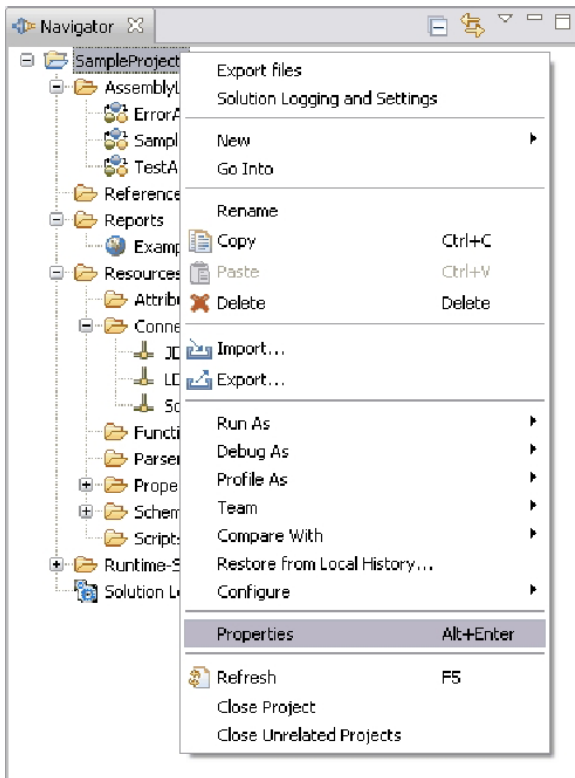 Navigator
SampleProject
AssemblyL
ErrorA
Sampl
TestA
Reference
Reports
Examp
Resources
Attribu
Conne
JD
LD
So
Functi
Parser
Prope
Schem
Scripts
Runtime-S
Solution Lo
Export files
Solution Logging and Settings
New
Go Into
Rename
Copy Ctrl+C
Paste Ctrl+V
Delete Delete
Import...
Export...
Run As
Debug As
Profile As
Team
Compare With
Restore from Local History...
Configure
Properties Alt+Enter
Refresh F5
Close Project
Close Unrelated Projects